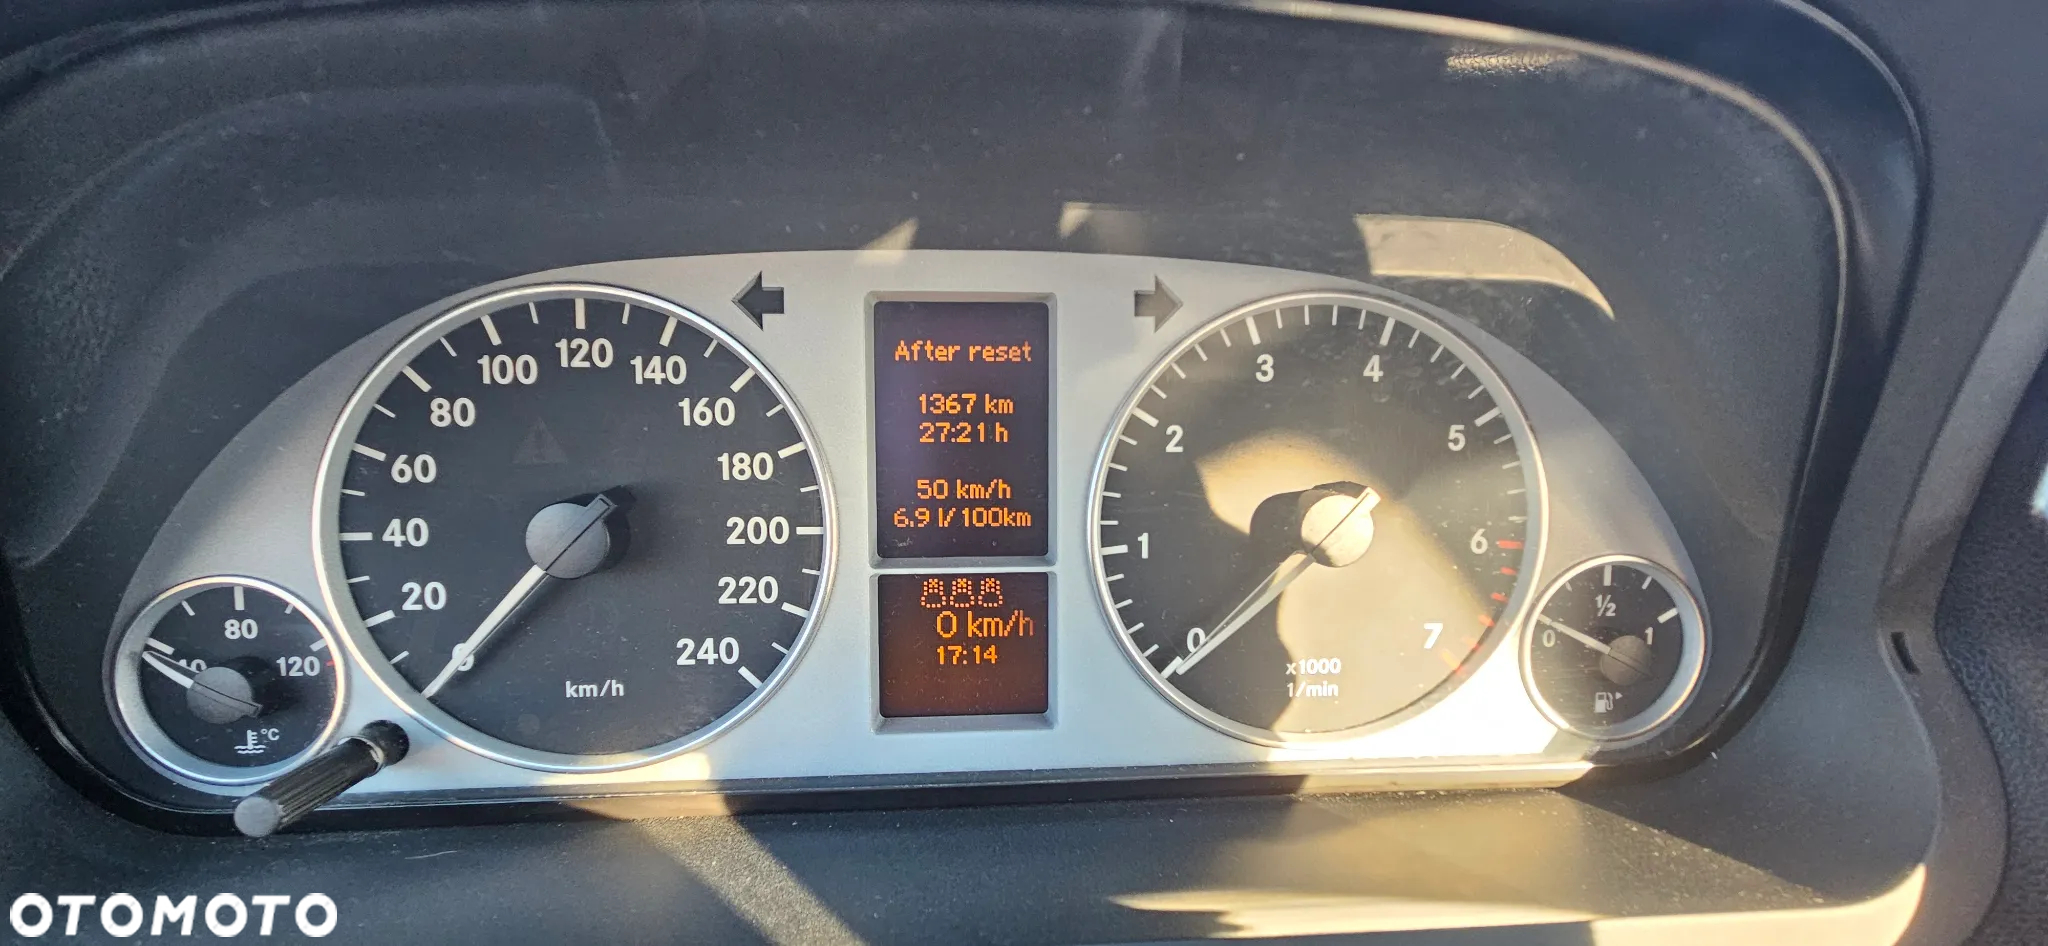 After reset
1367 km
27:21 h
50 km/h
6.9 l/100km
0 km/h
17:14
0
20
40
60
80
100
120
140
160
180
200
220
240
km/h
0
1
2
3
4
5
6
7
x1000
1/min
40
80
120
°C
0
1/2
1
OTOMOTO